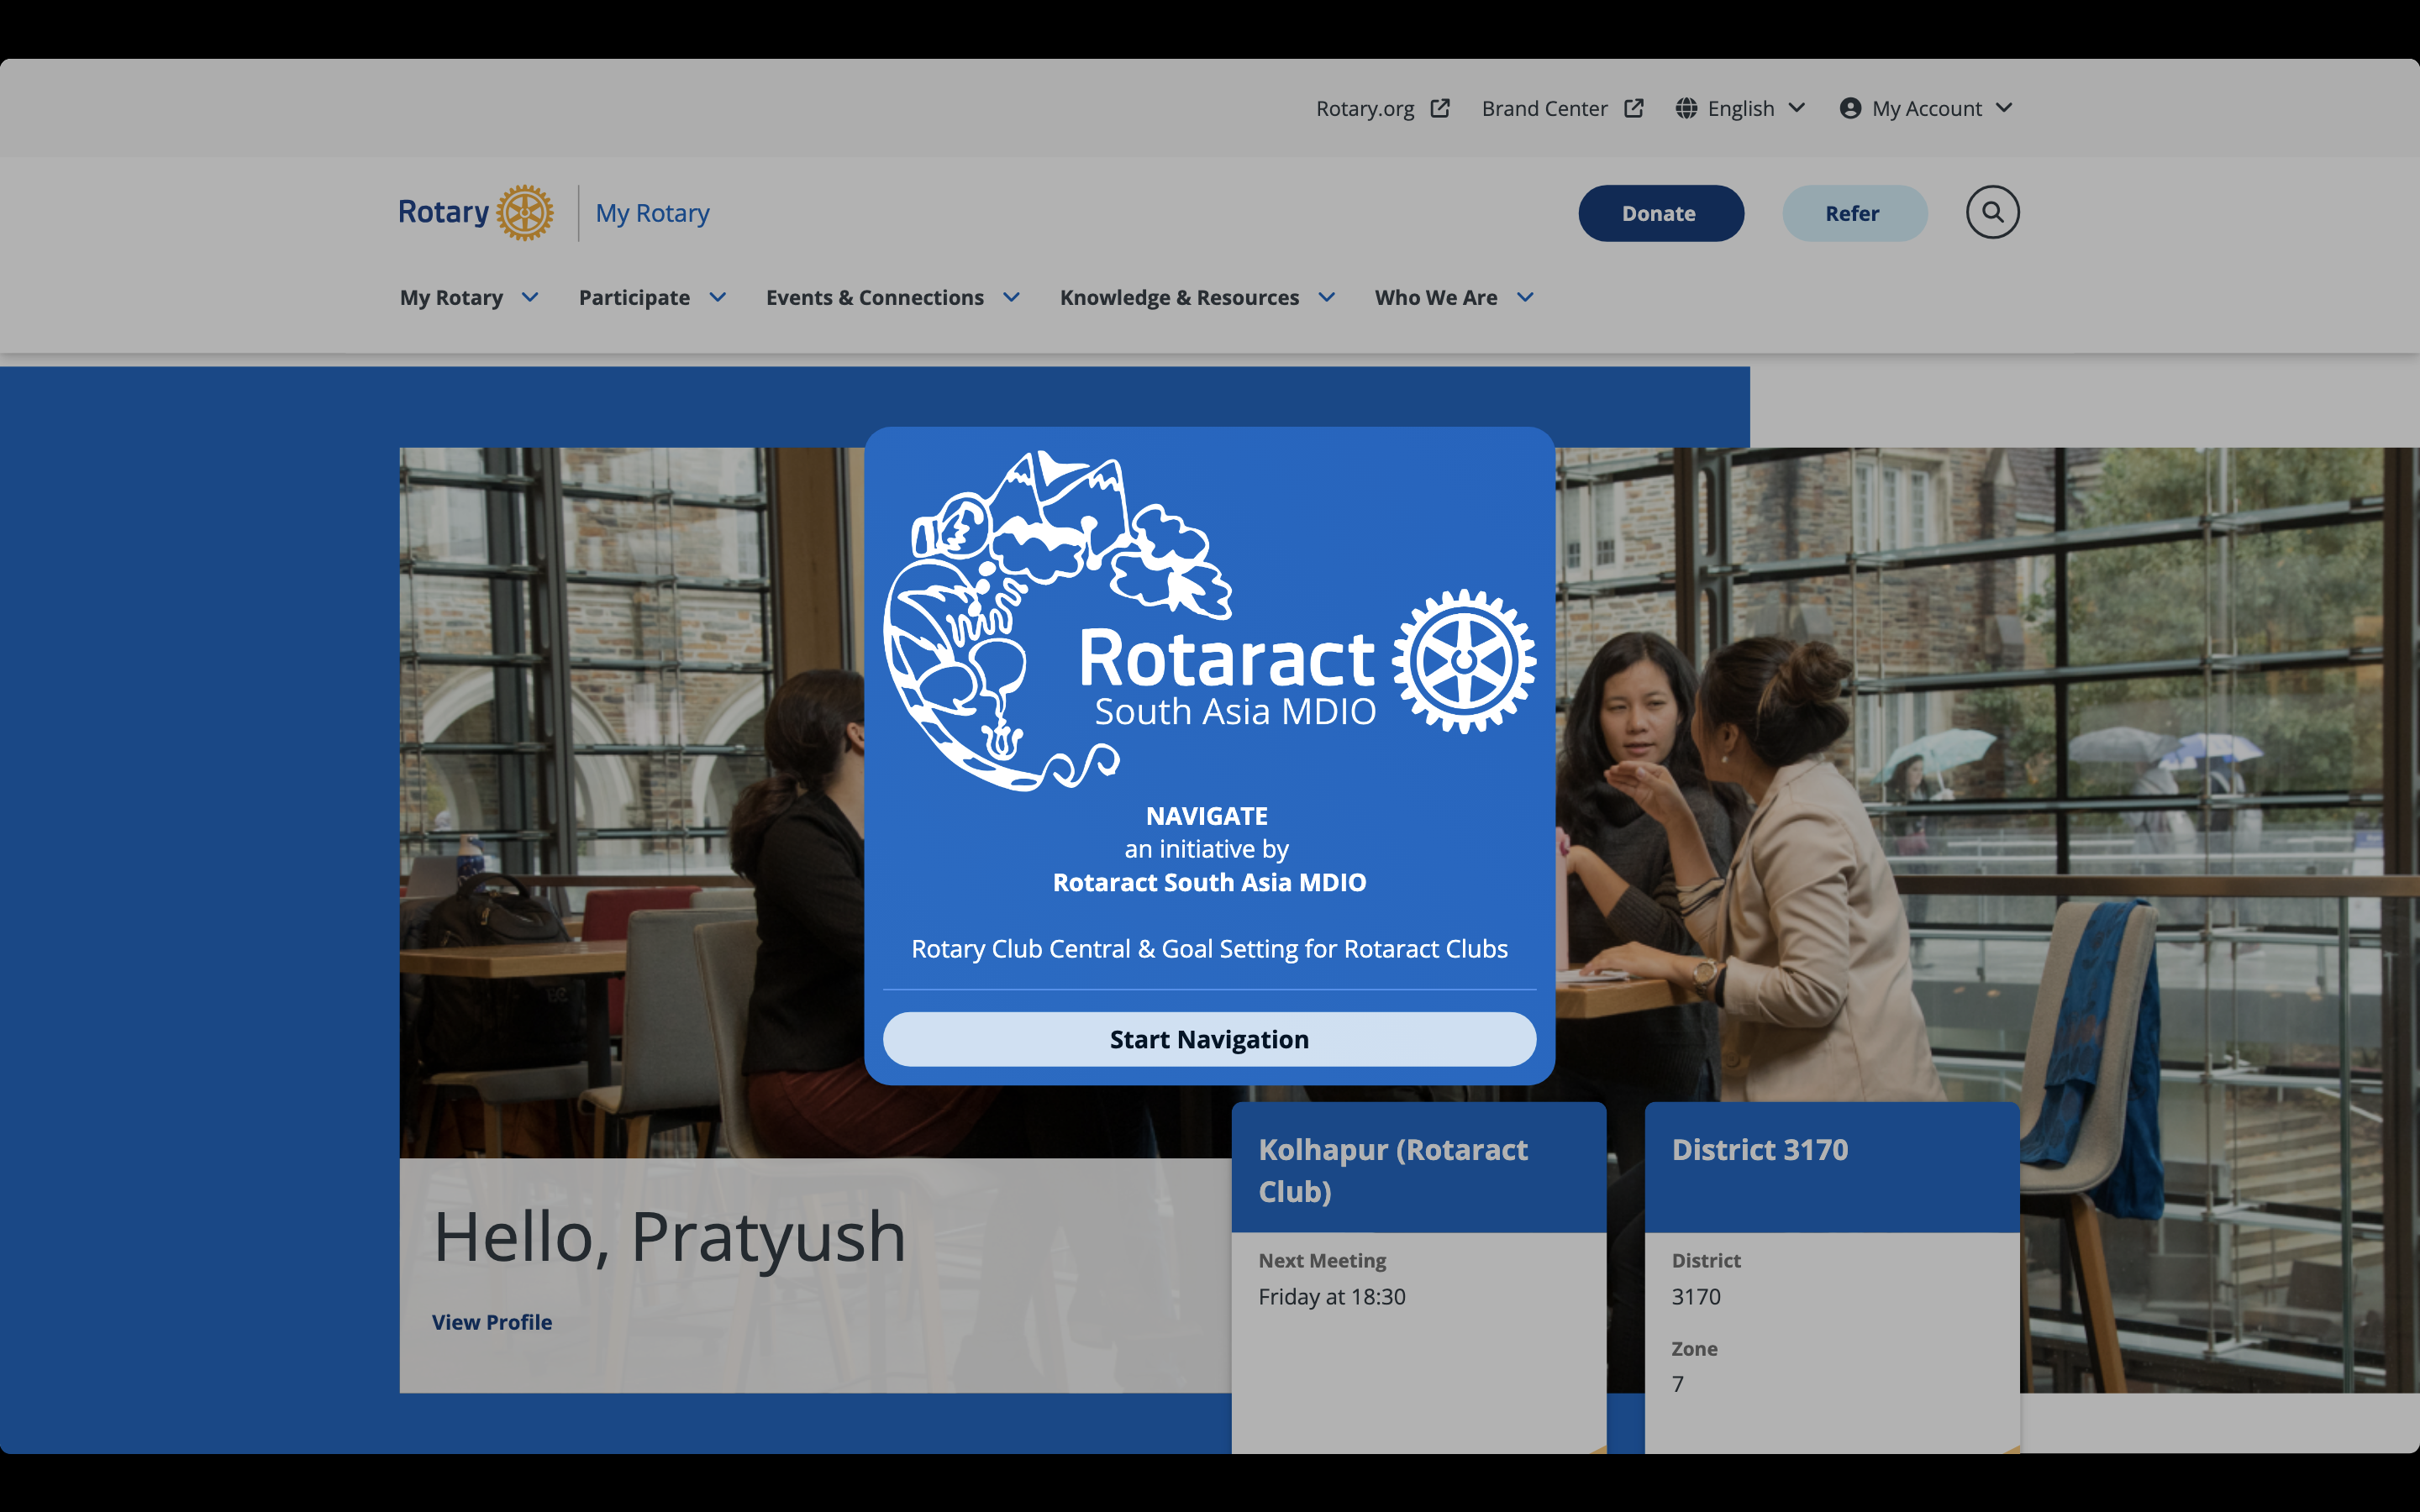 Rotary.org
Brand Center
English
My Account
Rotary
My Rotary
Donate
Refer
My Rotary
Participate
Events & Connections
Knowledge & Resources
Who We Are
Rotaract
South Asia MDIO
NAVIGATE
an initiative by
Rotaract South Asia MDIO
Rotary Club Central & Goal Setting for Rotaract Clubs
Start Navigation
Hello, Pratyush
View Profile
Kolhapur (Rotaract
Club)
Next Meeting
Friday at 18:30
District 3170
District
3170
Zone
7